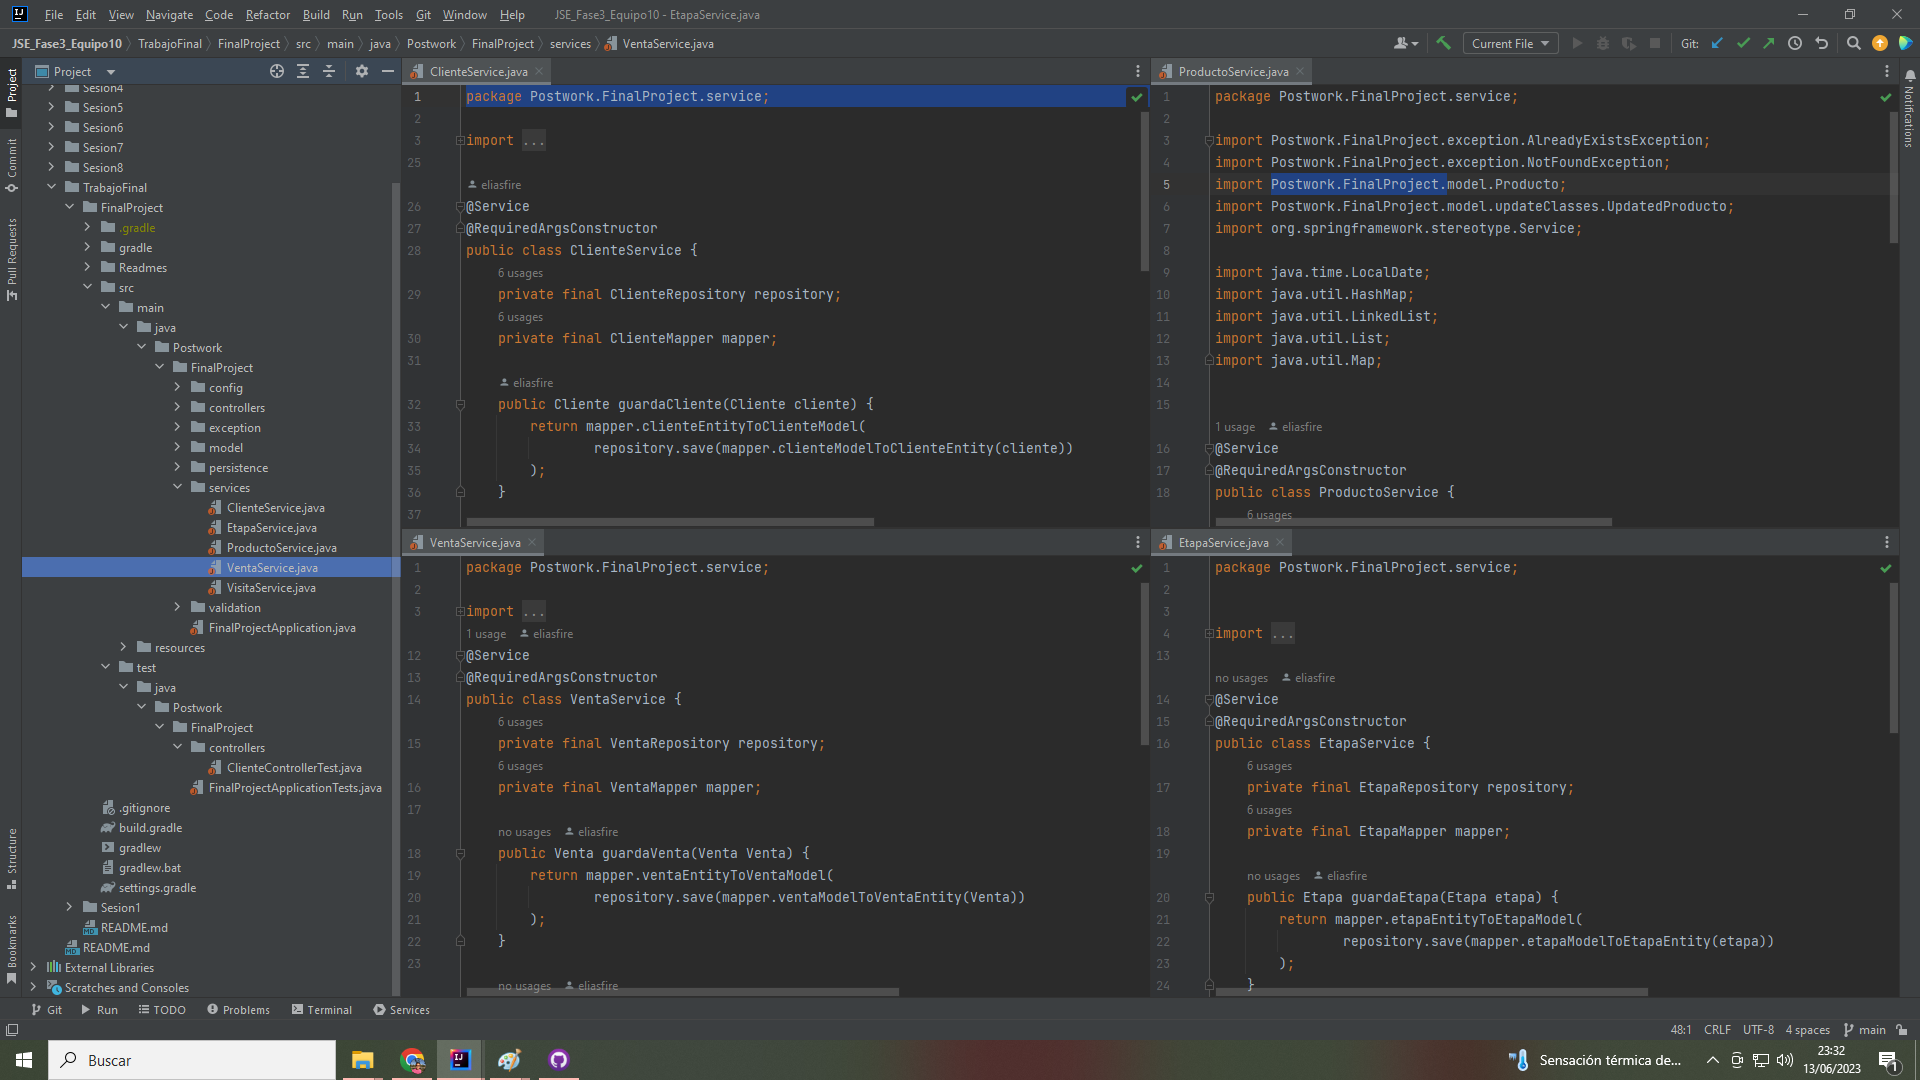 File Edit View Navigate Code Refactor Build Run Tools Git Window Help JSE_Fase3_Equipo10 - EtapaService.java
JSE_Fase3_Equipo10 TrabajoFinal FinalProject src main java Postwork FinalProject services VentaService.java Current File Git:
Project
Sesion4
Sesion5
Sesion6
Sesion7
Sesion8
TrabajoFinal
FinalProject
.gradle
gradle
Readmes
src
main
java
Postwork
FinalProject
config
controllers
exception
model
persistence
services
ClienteService.java
EtapaService.java
ProductoService.java
VentaService.java
VisitaService.java
validation
FinalProjectApplication.java
resources
test
java
Postwork
FinalProject
controllers
ClienteControllerTest.java
FinalProjectApplicationTests.java
.gitignore
build.gradle
gradlew
gradlew.bat
settings.gradle
Sesion1
README.md
README.md
External Libraries
Scratches and Consoles
Project
Commit
Pull Requests
Structure
Bookmarks
Notifications
ClienteService.java
1 package Postwork.FinalProject.service;
2
3 import ...
25
eliasfire
26 @Service
27 @RequiredArgsConstructor
28 public class ClienteService {
6 usages
29 private final ClienteRepository repository;
6 usages
30 private final ClienteMapper mapper;
31
eliasfire
32 public Cliente guardaCliente(Cliente cliente) {
33 return mapper.clienteEntityToClienteModel(
34 repository.save(mapper.clienteModelToClienteEntity(cliente))
35 );
36 }
37
ProductoService.java
1 package Postwork.FinalProject.service;
2
3 import Postwork.FinalProject.exception.AlreadyExistsException;
4 import Postwork.FinalProject.exception.NotFoundException;
5 import Postwork.FinalProject.model.Producto;
6 import Postwork.FinalProject.model.updateClasses.UpdatedProducto;
7 import org.springframework.stereotype.Service;
8
9 import java.time.LocalDate;
10 import java.util.HashMap;
11 import java.util.LinkedList;
12 import java.util.List;
13 import java.util.Map;
14
15
1 usage eliasfire
16 @Service
17 @RequiredArgsConstructor
18 public class ProductoService {
6 usages
VentaService.java
1 package Postwork.FinalProject.service;
2
3 import ...
1 usage eliasfire
12 @Service
13 @RequiredArgsConstructor
14 public class VentaService {
6 usages
15 private final VentaRepository repository;
6 usages
16 private final VentaMapper mapper;
17
no usages eliasfire
18 public Venta guardaVenta(Venta Venta) {
19 return mapper.ventaEntityToVentaModel(
20 repository.save(mapper.ventaModelToVentaEntity(Venta))
21 );
22 }
23
no usages eliasfire
EtapaService.java
1 package Postwork.FinalProject.service;
2
3
4 import ...
13
no usages eliasfire
14 @Service
15 @RequiredArgsConstructor
16 public class EtapaService {
6 usages
17 private final EtapaRepository repository;
6 usages
18 private final EtapaMapper mapper;
19
no usages eliasfire
20 public Etapa guardaEtapa(Etapa etapa) {
21 return mapper.etapaEntityToEtapaModel(
22 repository.save(mapper.etapaModelToEtapaEntity(etapa))
23 );
24 }
Git Run TODO Problems Terminal Services
48:1 CRLF UTF-8 4 spaces main
Buscar
Sensación térmica de...
23:32
13/06/2023
1